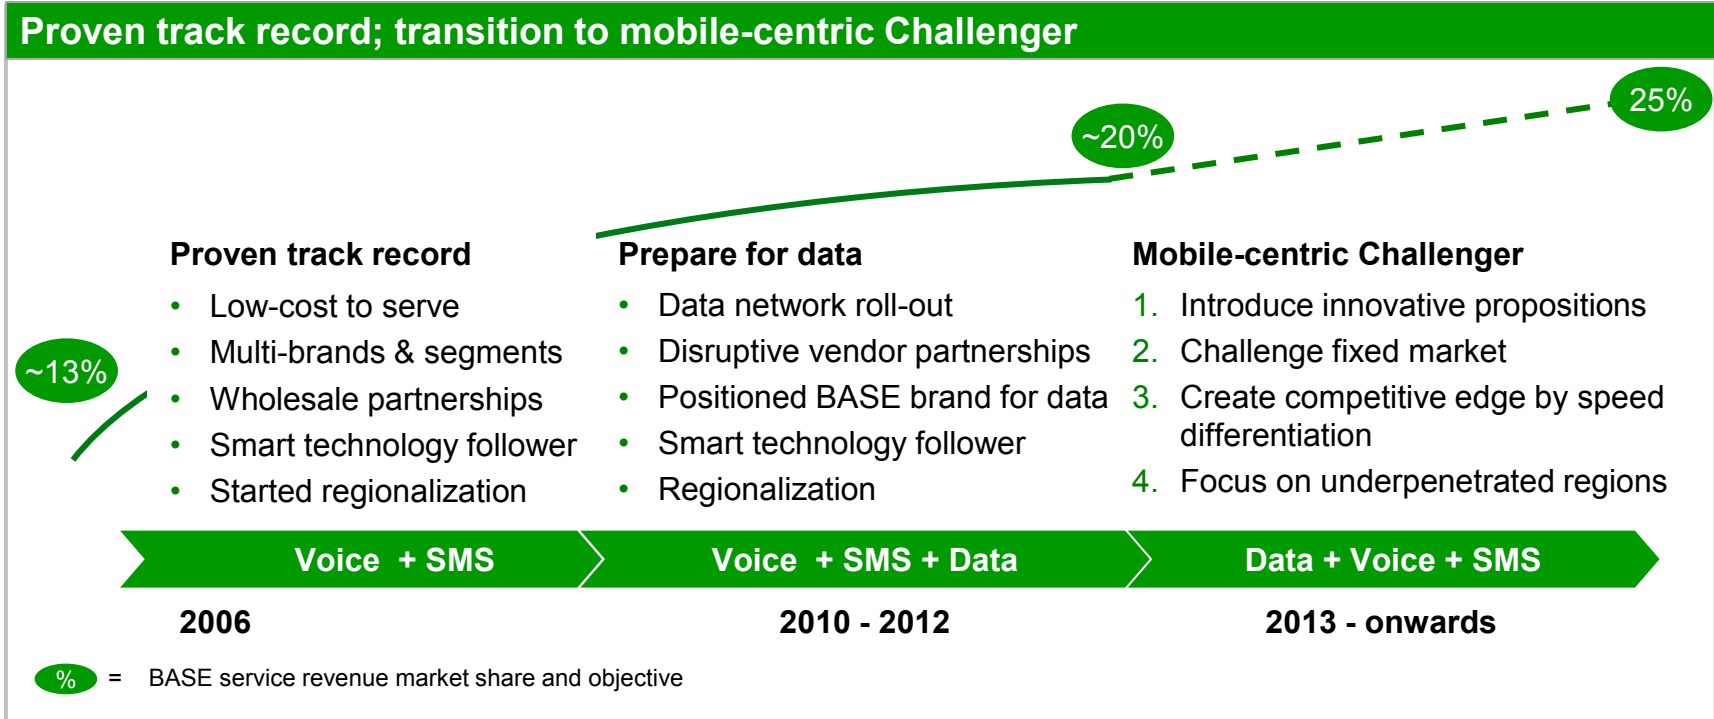 Proven track record; transition to mobile-centric Challenger
25%
~20%
~13%
Proven track record
• Low-cost to serve
• Multi-brands & segments
• Wholesale partnerships
• Smart technology follower
• Started regionalization
Prepare for data
• Data network roll-out
• Disruptive vendor partnerships
• Positioned BASE brand for data
• Smart technology follower
• Regionalization
Mobile-centric Challenger
1. Introduce innovative propositions
2. Challenge fixed market
3. Create competitive edge by speed
differentiation
4. Focus on underpenetrated regions
Voice + SMS
Voice + SMS + Data
Data + Voice + SMS
2006
2010 - 2012
2013 - onwards
% = BASE service revenue market share and objective